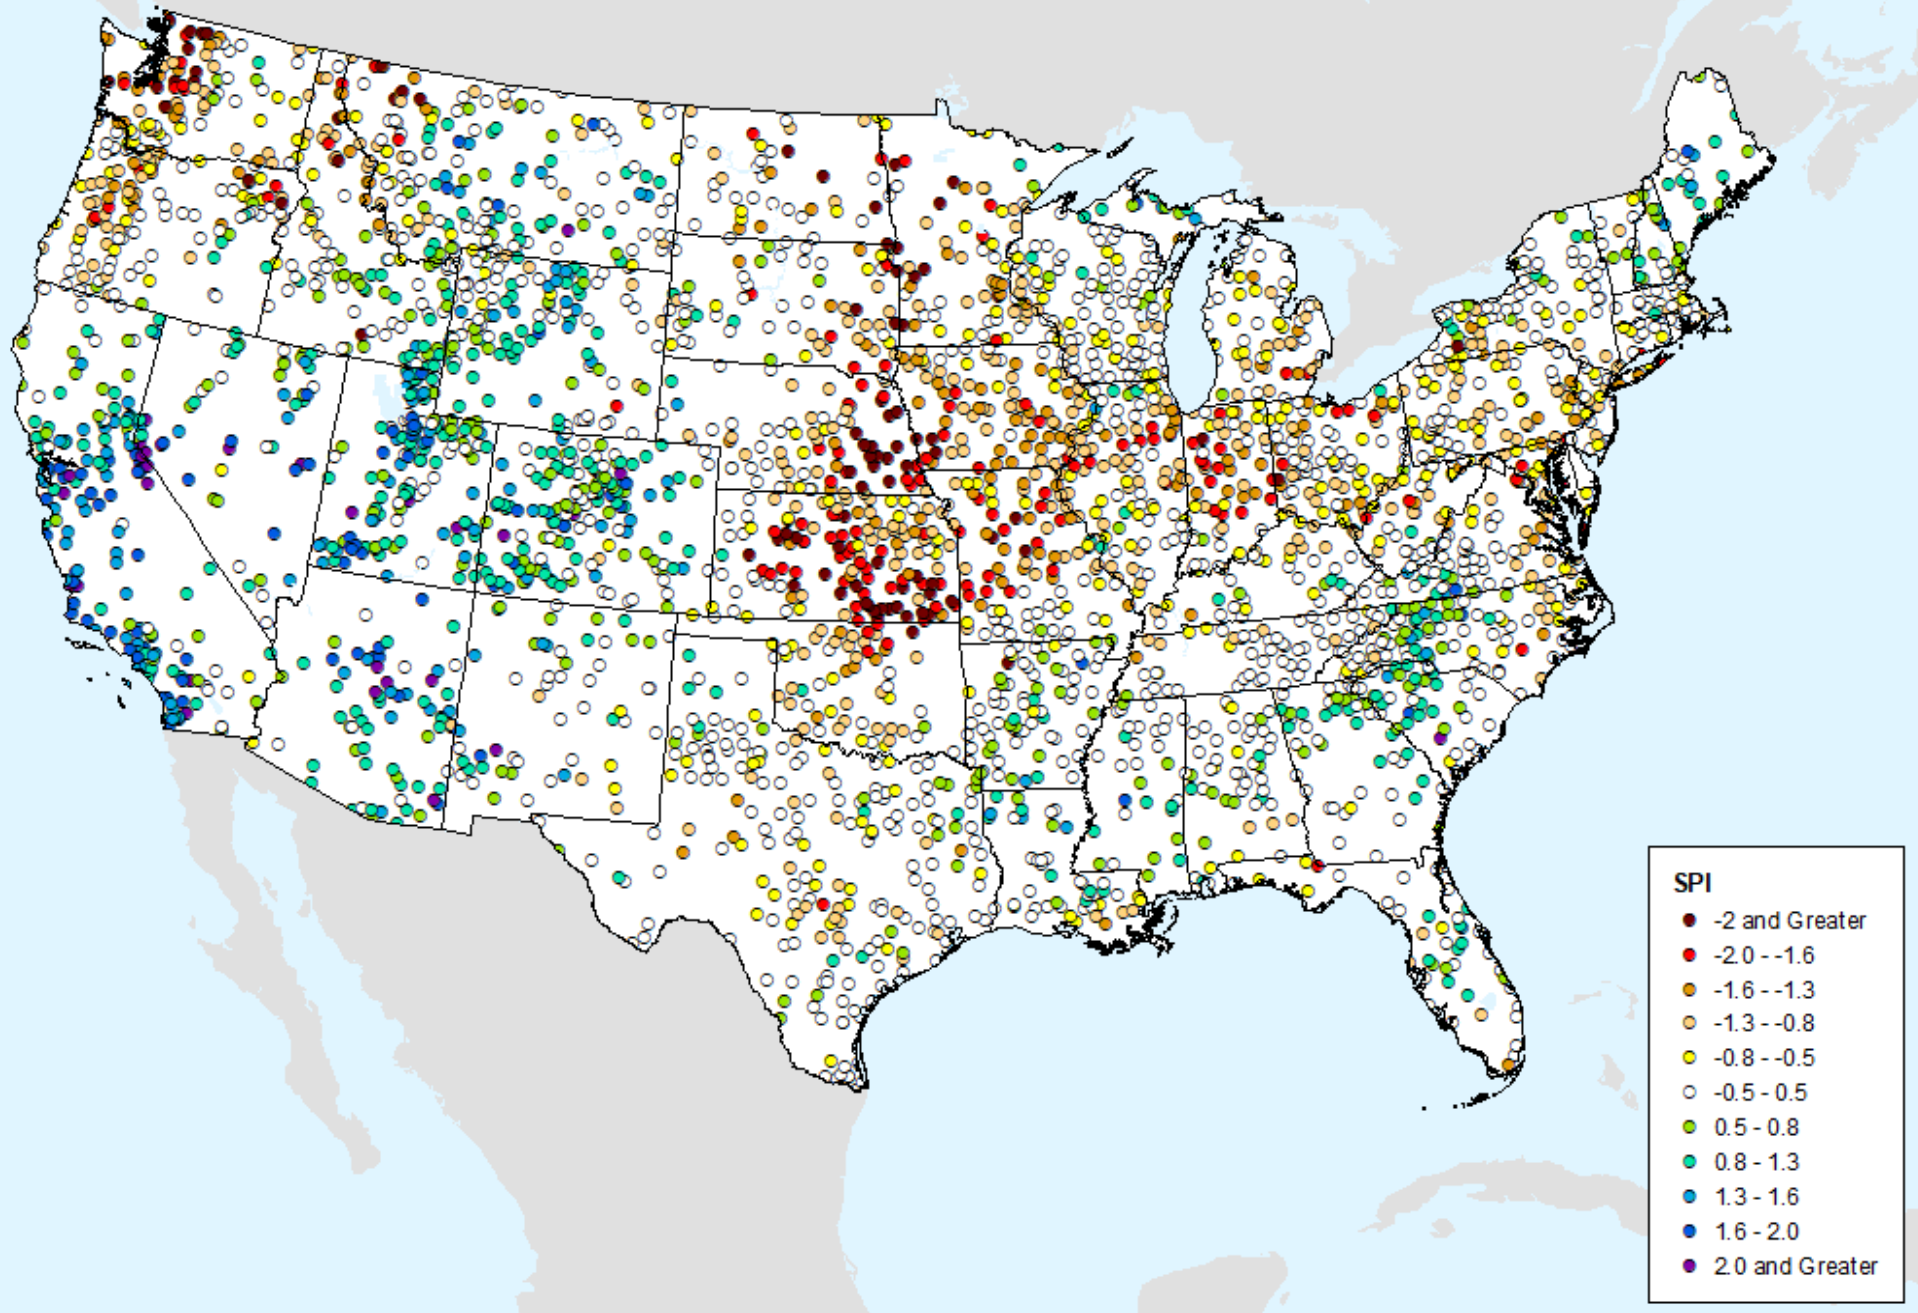 SPI
-2 and Greater
-2.0 - -1.6
-1.6 - -1.3
-1.3 - -0.8
-0.8 - -0.5
-0.5 - 0.5
0.5 - 0.8
0.8 - 1.3
1.3 - 1.6
1.6 - 2.0
2.0 and Greater